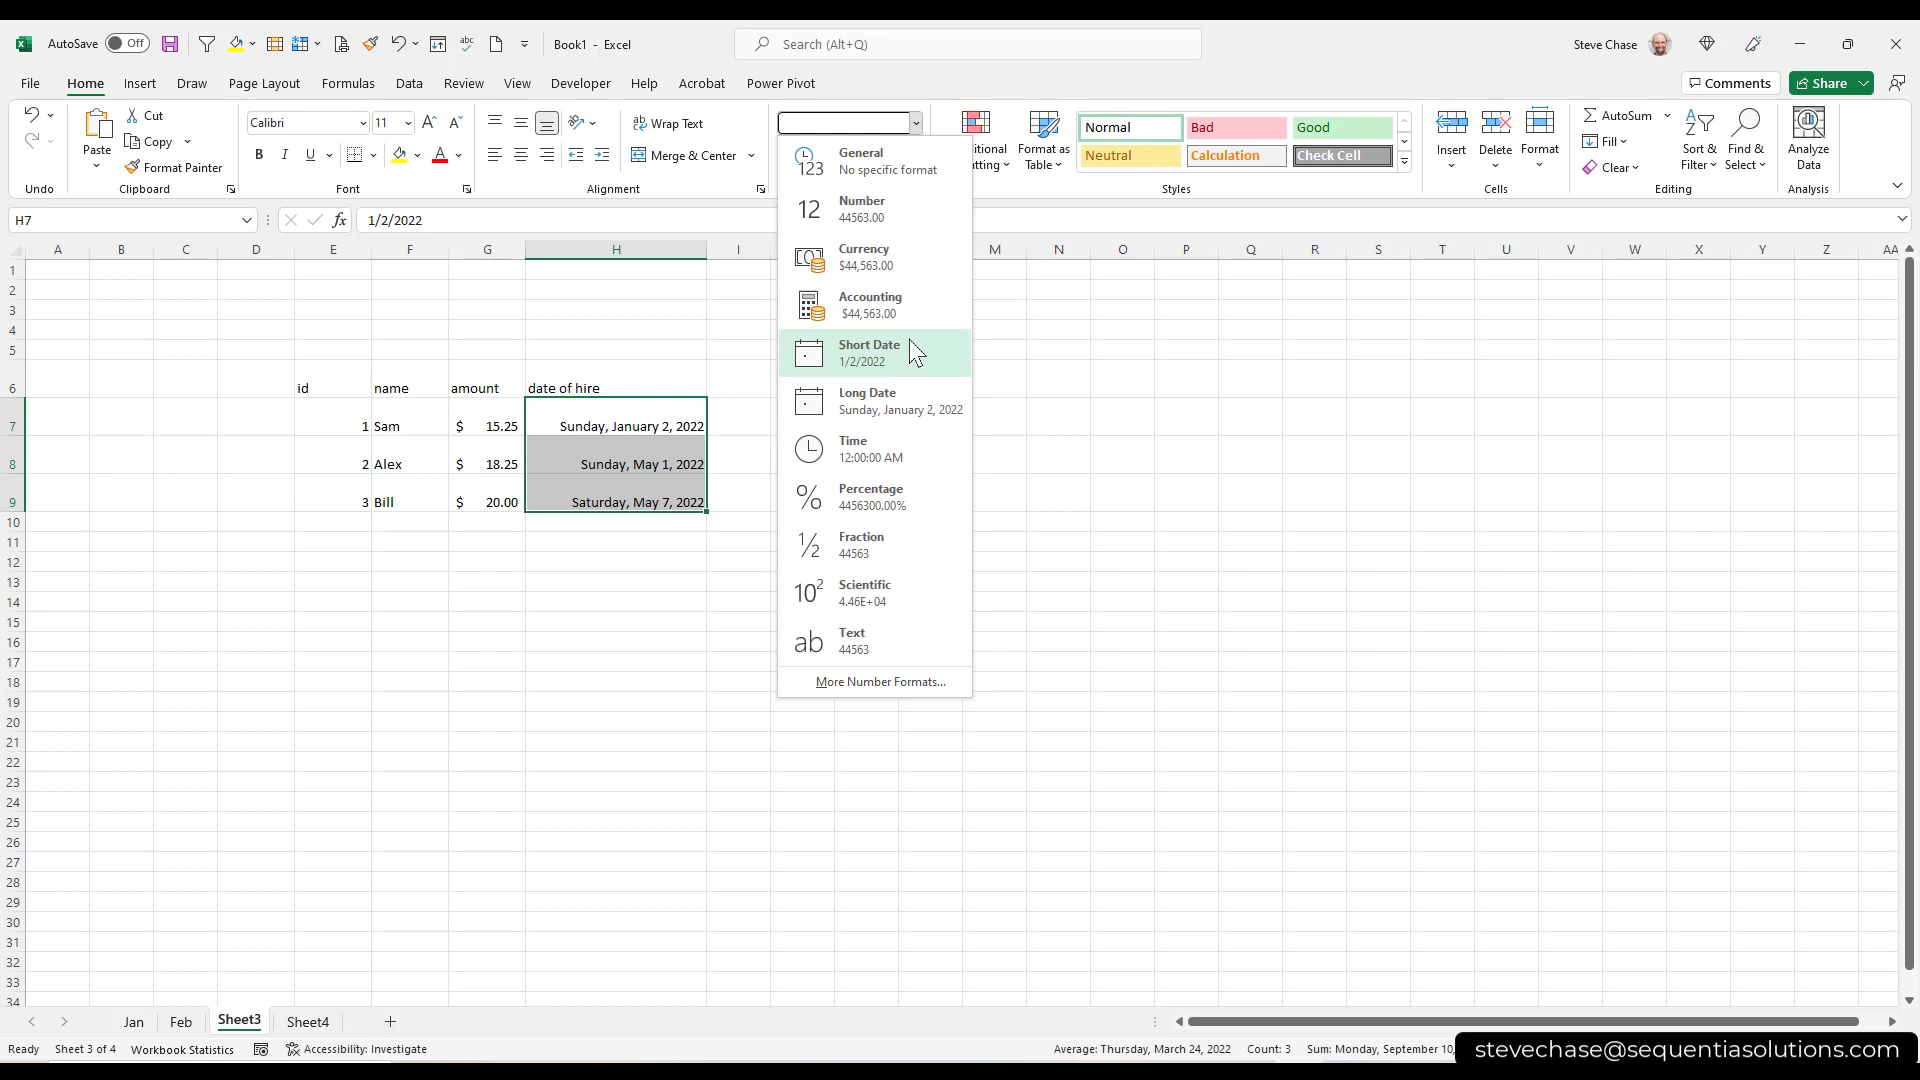 AutoSave Off Book1 - Excel Search (Alt+Q) Steve Chase
File Home Insert Draw Page Layout Formulas Data Review View Developer Help Acrobat Power Pivot Comments Share
Paste
Cut
Copy
Format Painter
Undo Clipboard
Calibri 11
B I U A
Font
Wrap Text
Merge & Center
Alignment
Format as
Table
Normal Bad Good
Neutral Calculation Check Cell
Styles
Insert Delete Format
Cells
AutoSum
Fill
Clear
Sort &
Filter
Find &
Select
Editing
Analyze
Data
Analysis
H7 fx 1/2/2022
General
No specific format
Number
44563.00
Currency
$44,563.00
Accounting
$44,563.00
Short Date
1/2/2022
Long Date
Sunday, January 2, 2022
Time
12:00:00 AM
Percentage
4456300.00%
Fraction
44563
Scientific
4.46E+04
Text
44563
More Number Formats...
A B C D E F G H I M N O P Q R S T U V W X Y Z AA
1
2
3
4
5
6 id name amount date of hire
7 1 Sam $ 15.25 Sunday, January 2, 2022
8 2 Alex $ 18.25 Sunday, May 1, 2022
9 3 Bill $ 20.00 Saturday, May 7, 2022
10
11
12
13
14
15
16
17
18
19
20
21
22
23
24
25
26
27
28
29
30
31
32
33
34
Jan Feb Sheet3 Sheet4
Ready Sheet 3 of 4 Workbook Statistics Accessibility: Investigate Average: Thursday, March 24, 2022 Count: 3 Sum: Monday, September 10,
stevechase@sequentiasolutions.com